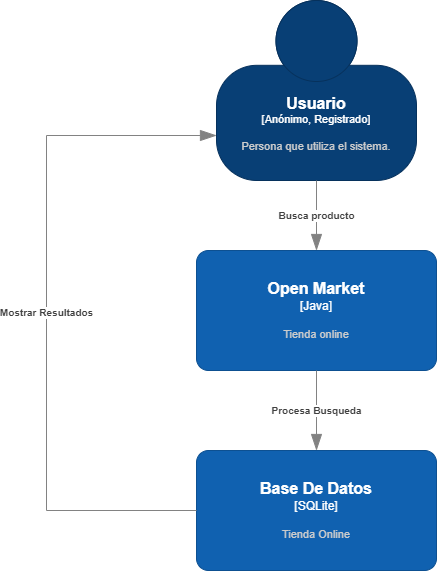 Usuario
[Anónimo, Registrado]
Persona que utiliza el sistema.
Busca producto
Open Market
[Java]
Tienda online
Mostrar Resultados
Procesa Busqueda
Base De Datos
[SQLite]
Tienda Online